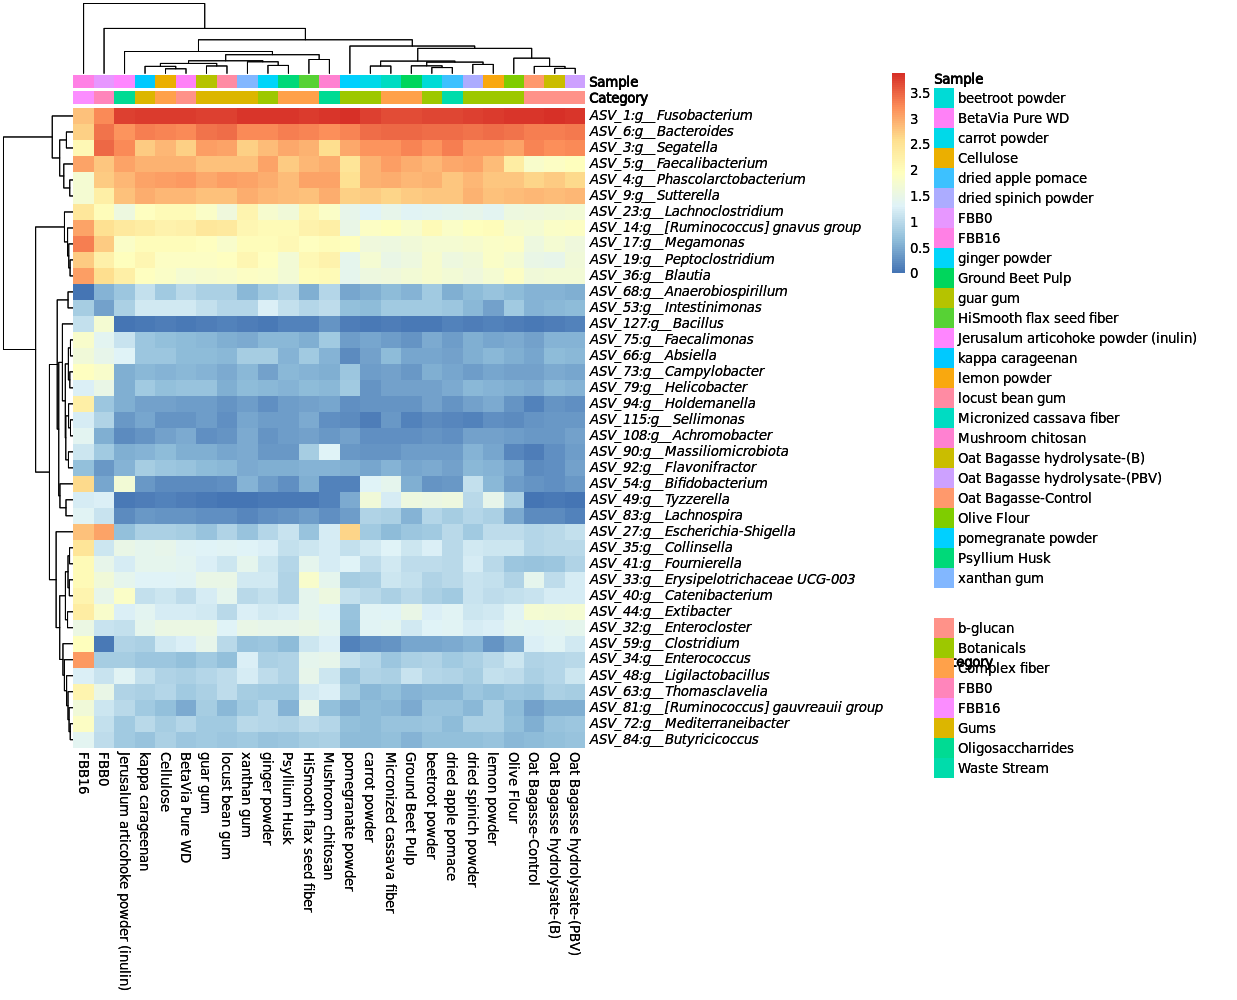 Sample
Category
ASV_1:g__Fusobacterium
ASV_6:g__Bacteroides
ASV_3:g__Segatella
ASV_5:g__Faecalibacterium
ASV_4:g__Phascolarctobacterium
ASV_9:g__Sutterella
ASV_23:g__Lachnoclostridium
ASV_14:g__[Ruminococcus] gnavus group
ASV_17:g__Megamonas
ASV_19:g__Peptoclostridium
ASV_36:g__Blautia
ASV_68:g__Anaerobiospirillum
ASV_53:g__Intestinimonas
ASV_127:g__Bacillus
ASV_75:g__Faecalimonas
ASV_66:g__Absiella
ASV_73:g__Campylobacter
ASV_79:g__Helicobacter
ASV_94:g__Holdemanella
ASV_115:g__Sellimonas
ASV_108:g__Achromobacter
ASV_90:g__Massiliomicrobiota
ASV_92:g__Flavonifractor
ASV_54:g__Bifidobacterium
ASV_49:g__Tyzzerella
ASV_83:g__Lachnospira
ASV_27:g__Escherichia-Shigella
ASV_35:g__Collinsella
ASV_41:g__Fournierella
ASV_33:g__Erysipelotrichaceae UCG-003
ASV_40:g__Catenibacterium
ASV_44:g__Extibacter
ASV_32:g__Enterocloster
ASV_59:g__Clostridium
ASV_34:g__Enterococcus
ASV_48:g__Ligilactobacillus
ASV_63:g__Thomasclavelia
ASV_81:g__[Ruminococcus] gauvreauii group
ASV_72:g__Mediterraneibacter
ASV_84:g__Butyricicoccus
FBB16
FBB0
Jerusalum articohoke powder (inulin)
kappa carageenan
Cellulose
BetaVia Pure WD
guar gum
locust bean gum
xanthan gum
ginger powder
Psyllium Husk
HiSmooth flax seed fiber
Mushroom chitosan
pomegranate powder
carrot powder
Micronized cassava fiber
Ground Beet Pulp
beetroot powder
dried apple pomace
dried spinich powder
lemon powder
Olive Flour
Oat Bagasse-Control
Oat Bagasse hydrolysate-(B)
Oat Bagasse hydrolysate-(PBV)
3.5
3
2.5
2
1.5
1
0.5
0
Sample
beetroot powder
BetaVia Pure WD
carrot powder
Cellulose
dried apple pomace
dried spinich powder
FBB0
FBB16
ginger powder
Ground Beet Pulp
guar gum
HiSmooth flax seed fiber
Jerusalum articohoke powder (inulin)
kappa carageenan
lemon powder
locust bean gum
Micronized cassava fiber
Mushroom chitosan
Oat Bagasse hydrolysate-(B)
Oat Bagasse hydrolysate-(PBV)
Oat Bagasse-Control
Olive Flour
pomegranate powder
Psyllium Husk
xanthan gum
b-glucan
Botanicals
Complex fiber
FBB0
FBB16
Gums
Oligosaccharrides
Waste Stream